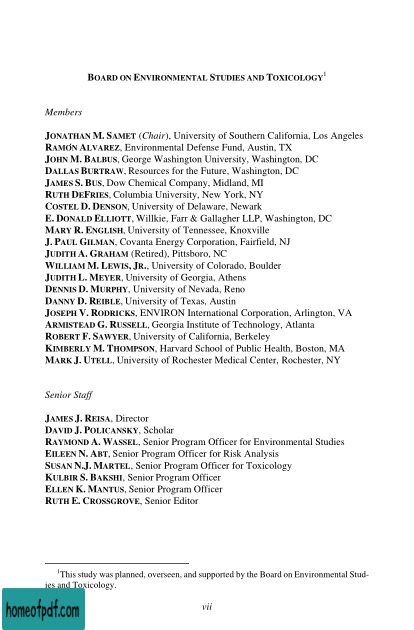 BOARD ON ENVIRONMENTAL STUDIES AND TOXICOLOGY1
Members
JONATHAN M. SAMET (Chair), University of Southern California, Los Angeles
RAMÓN ALVAREZ, Environmental Defense Fund, Austin, TX
JOHN M. BALBUS, George Washington University, Washington, DC
DALLAS BURTRAW, Resources for the Future, Washington, DC
JAMES S. BUS, Dow Chemical Company, Midland, MI
RUTH DEFRIES, Columbia University, New York, NY
COSTEL D. DENSON, University of Delaware, Newark
E. DONALD ELLIOTT, Willkie, Farr & Gallagher LLP, Washington, DC
MARY R. ENGLISH, University of Tennessee, Knoxville
J. PAUL GILMAN, Covanta Energy Corporation, Fairfield, NJ
JUDITH A. GRAHAM (Retired), Pittsboro, NC
WILLIAM M. LEWIS, JR., University of Colorado, Boulder
JUDITH L. MEYER, University of Georgia, Athens
DENNIS D. MURPHY, University of Nevada, Reno
DANNY D. REIBLE, University of Texas, Austin
JOSEPH V. RODRICKS, ENVIRON International Corporation, Arlington, VA
ARMISTEAD G. RUSSELL, Georgia Institute of Technology, Atlanta
ROBERT F. SAWYER, University of California, Berkeley
KIMBERLY M. THOMPSON, Harvard School of Public Health, Boston, MA
MARK J. UTELL, University of Rochester Medical Center, Rochester, NY
Senior Staff
JAMES J. REISA, Director
DAVID J. POLICANSKY, Scholar
RAYMOND A. WASSEL, Senior Program Officer for Environmental Studies
EILEEN N. ABT, Senior Program Officer for Risk Analysis
SUSAN N.J. MARTEL, Senior Program Officer for Toxicology
KULBIR S. BAKSHI, Senior Program Officer
ELLEN K. MANTUS, Senior Program Officer
RUTH E. CROSSGROVE, Senior Editor
1This study was planned, overseen, and supported by the Board on Environmental Stud-
ies and Toxicology.
vii
homeofpdf.com